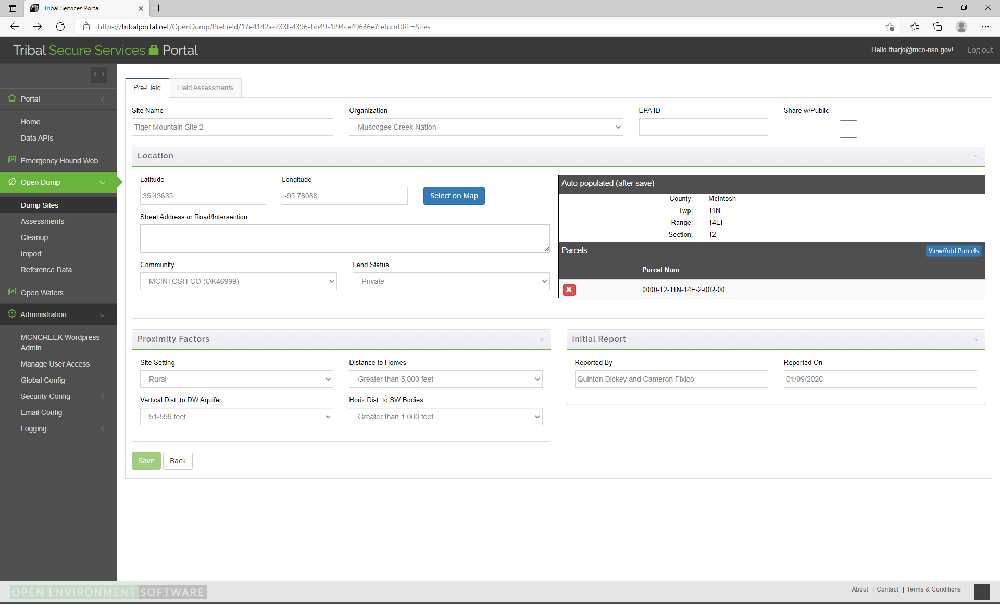 Tribal Services Portal
https://tribalportal.net/OpenDump/PreField/17e4142a-233f-4396-bb49-1f94ce49646e?returnURL=Sites
Tribal Secure Services Portal
Hello fharjo@mcn-nsn.gov!
Log out
Portal
Home
Data APIs
Emergency Hound Web
Open Dump
Dump Sites
Assessments
Cleanup
Import
Reference Data
Open Waters
Administration
MCNCREEK Wordpress
Admin
Manage User Access
Global Config
Security Config
Email Config
Logging
Pre-Field
Field Assessments
Site Name
Organization
EPA ID
Share w/Public
Tiger Mountain Site 2
Muscogee Creek Nation
Location
Latitude
Longitude
35.43635
-95.78088
Select on Map
Street Address or Road/Intersection
Community
Land Status
MCINTOSH-CO (OK46999)
Private
Auto-populated (after save)
County: McIntosh
Twp: 11N
Range: 14EI
Section: 12
Parcels
View/Add Parcels
Parcel Num
0000-12-11N-14E-2-002-00
Proximity Factors
Site Setting
Distance to Homes
Rural
Greater than 5,000 feet
Vertical Dist. to DW Aquifer
Horiz Dist. to SW Bodies
51-599 feet
Greater than 1,000 feet
Initial Report
Reported By
Reported On
Quinton Dickey and Cameron Fixico
01/09/2020
Save
Back
OPEN ENVIRONMENT SOFTWARE
About | Contact | Terms & Conditions